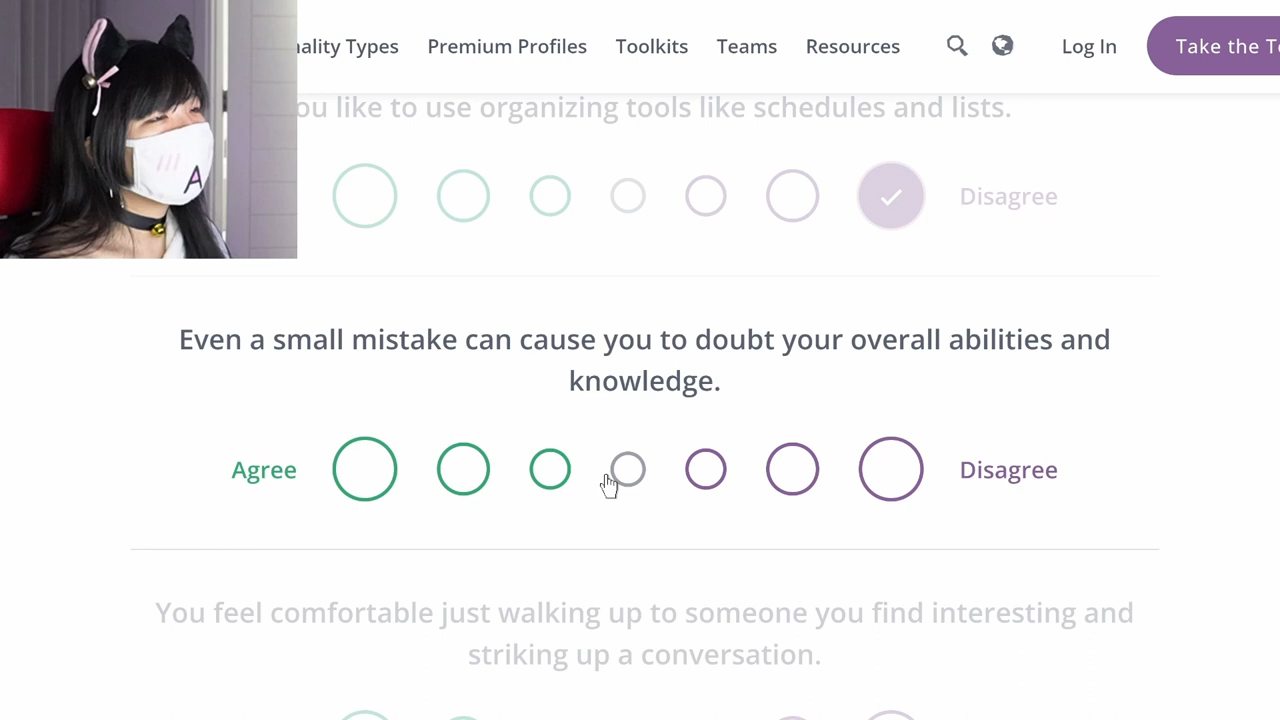 nality Types Premium Profiles Toolkits Teams Resources Log In Take the Te
ou like to use organizing tools like schedules and lists.
Disagree
Even a small mistake can cause you to doubt your overall abilities and
knowledge.
Agree Disagree
You feel comfortable just walking up to someone you find interesting and
striking up a conversation.
A